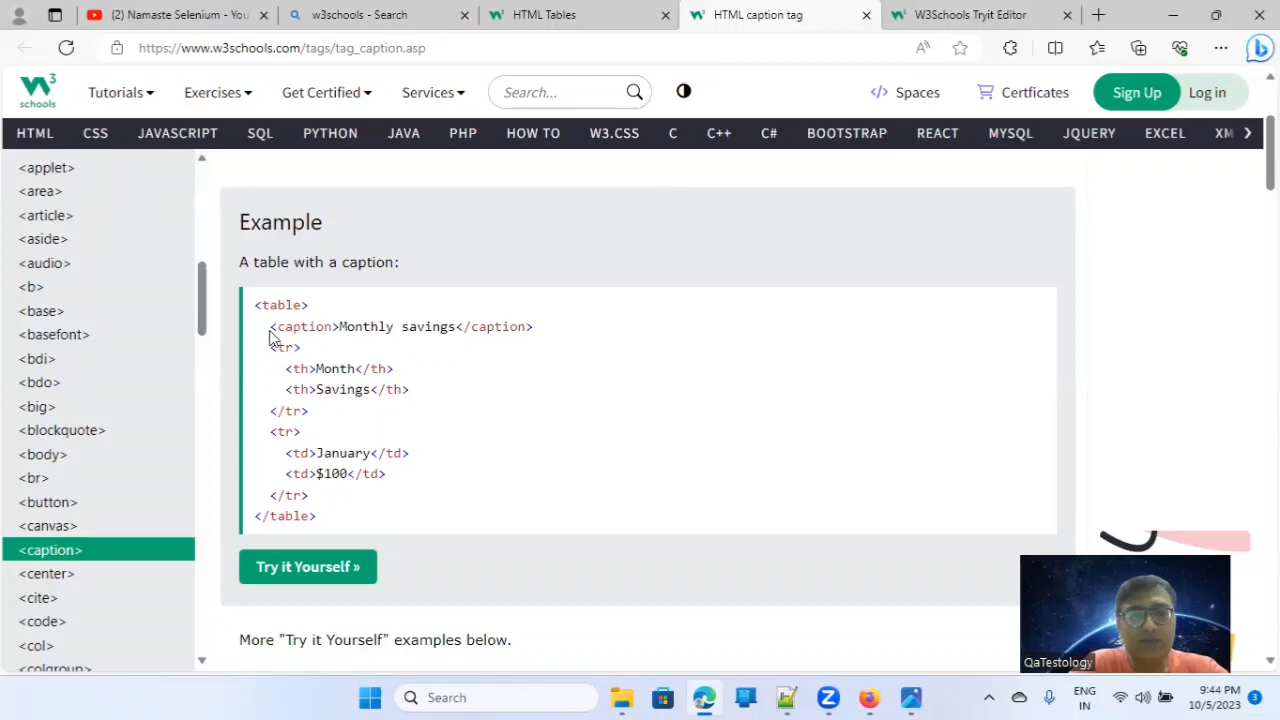 (2) Namaste Selenium - You
w3schools - Search
HTML Tables
HTML caption tag
W3Schools Tryit Editor
https://www.w3schools.com/tags/tag_caption.asp
W3 schools
Tutorials
Exercises
Get Certified
Services
Search...
Spaces
Certficates
Sign Up
Log in
HTML CSS JAVASCRIPT SQL PYTHON JAVA PHP HOW TO W3.CSS C C++ C# BOOTSTRAP REACT MYSQL JQUERY EXCEL XM
<applet>
<area>
<article>
<aside>
<audio>
<b>
<base>
<basefont>
<bdi>
<bdo>
<big>
<blockquote>
<body>
<br>
<button>
<canvas>
<caption>
<center>
<cite>
<code>
<col>
<colgroup>
Example
A table with a caption:
<table>
<caption>Monthly savings</caption>
<tr>
<th>Month</th>
<th>Savings</th>
</tr>
<tr>
<td>January</td>
<td>$100</td>
</tr>
</table>
Try it Yourself »
More "Try it Yourself" examples below.
QaTestology
Search
ENG
IN
9:44 PM
10/5/2023
3